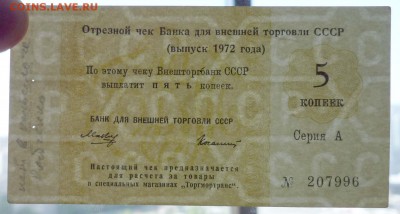 COINS.LAVE.RU
Отрезной чек Банка для внешней торговли СССР
(выпуск 1972 года)
По этому чеку Внешторгбанк СССР
выплатит ПЯТЬ копеек.
5
КОПЕЕК
БАНК ДЛЯ ВНЕШНЕЙ ТОРГОВЛИ СССР
Серия А
Настоящий чек предназначается
для расчета за товары
в специальных магазинах „Торгмортранс".
№ 207996